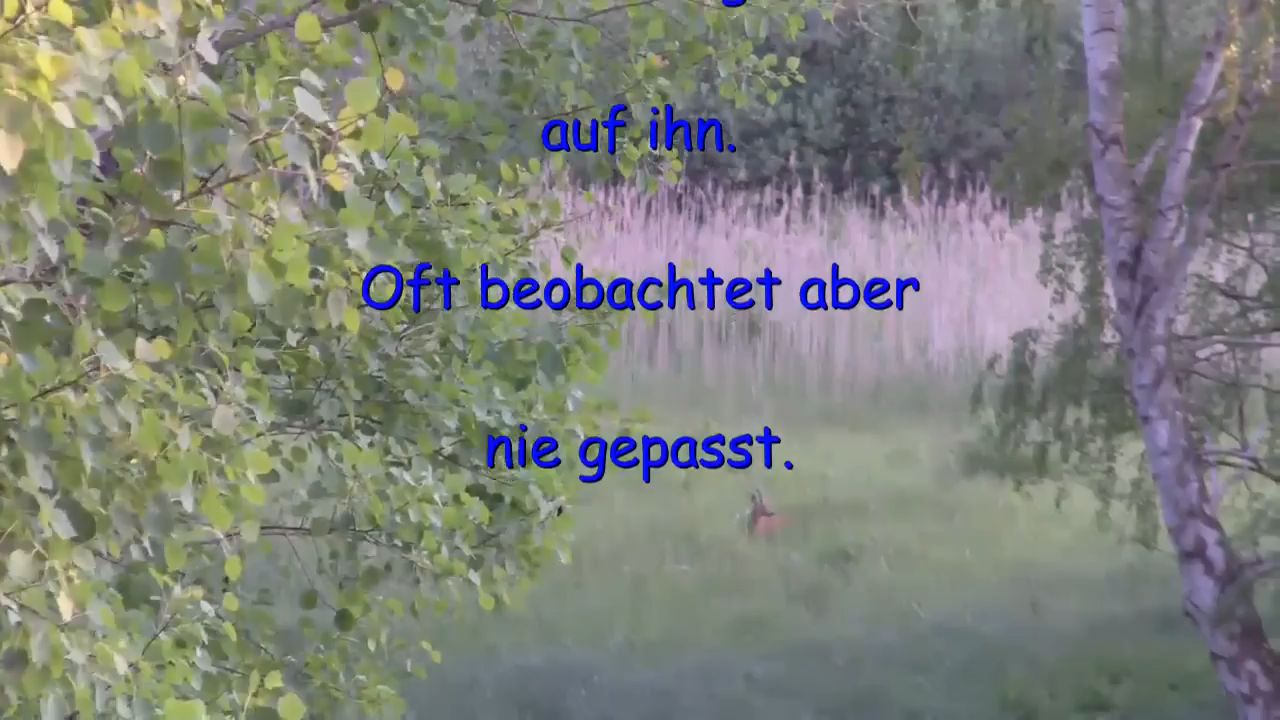 auf ihn.
Oft beobachtet aber
nie gepasst.